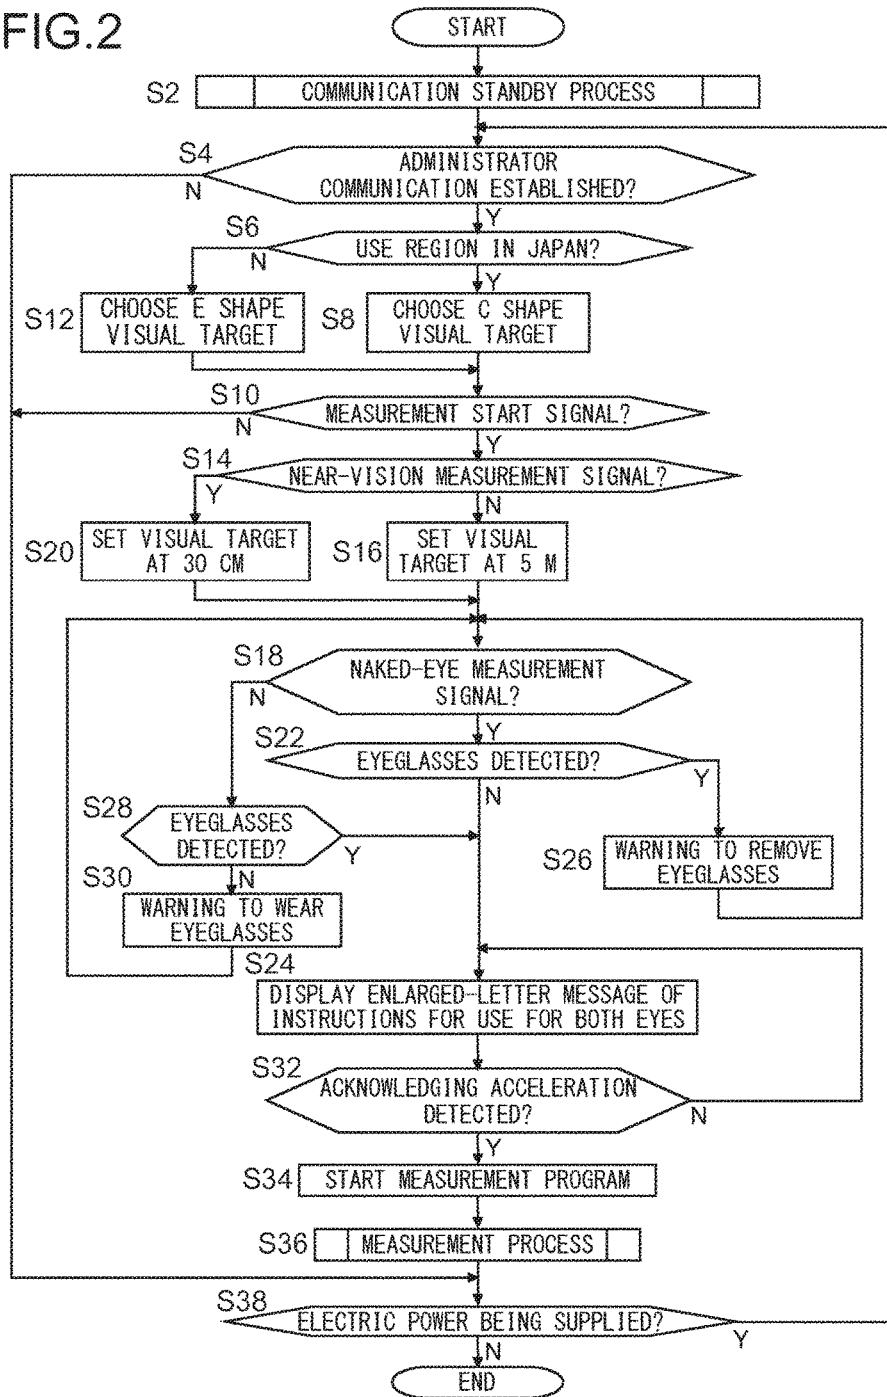 FIG.2
START
S2
COMMUNICATION STANDBY PROCESS
S4
ADMINISTRATOR
COMMUNICATION ESTABLISHED?
N
Y
S6
USE REGION IN JAPAN?
N
Y
S12
CHOOSE E SHAPE
VISUAL TARGET
S8
CHOOSE C SHAPE
VISUAL TARGET
S10
MEASUREMENT START SIGNAL?
N
Y
S14
NEAR-VISION MEASUREMENT SIGNAL?
Y
N
S20
SET VISUAL TARGET
AT 30 CM
S16
SET VISUAL
TARGET AT 5 M
S18
NAKED-EYE MEASUREMENT
SIGNAL?
N
Y
S22
EYEGLASSES DETECTED?
Y
N
S28
EYEGLASSES
DETECTED?
Y
N
S26
WARNING TO REMOVE
EYEGLASSES
S30
WARNING TO WEAR
EYEGLASSES
S24
DISPLAY ENLARGED-LETTER MESSAGE OF
INSTRUCTIONS FOR USE FOR BOTH EYES
S32
ACKNOWLEDGING ACCELERATION
DETECTED?
N
Y
S34
START MEASUREMENT PROGRAM
S36
MEASUREMENT PROCESS
S38
ELECTRIC POWER BEING SUPPLIED?
Y
N
END